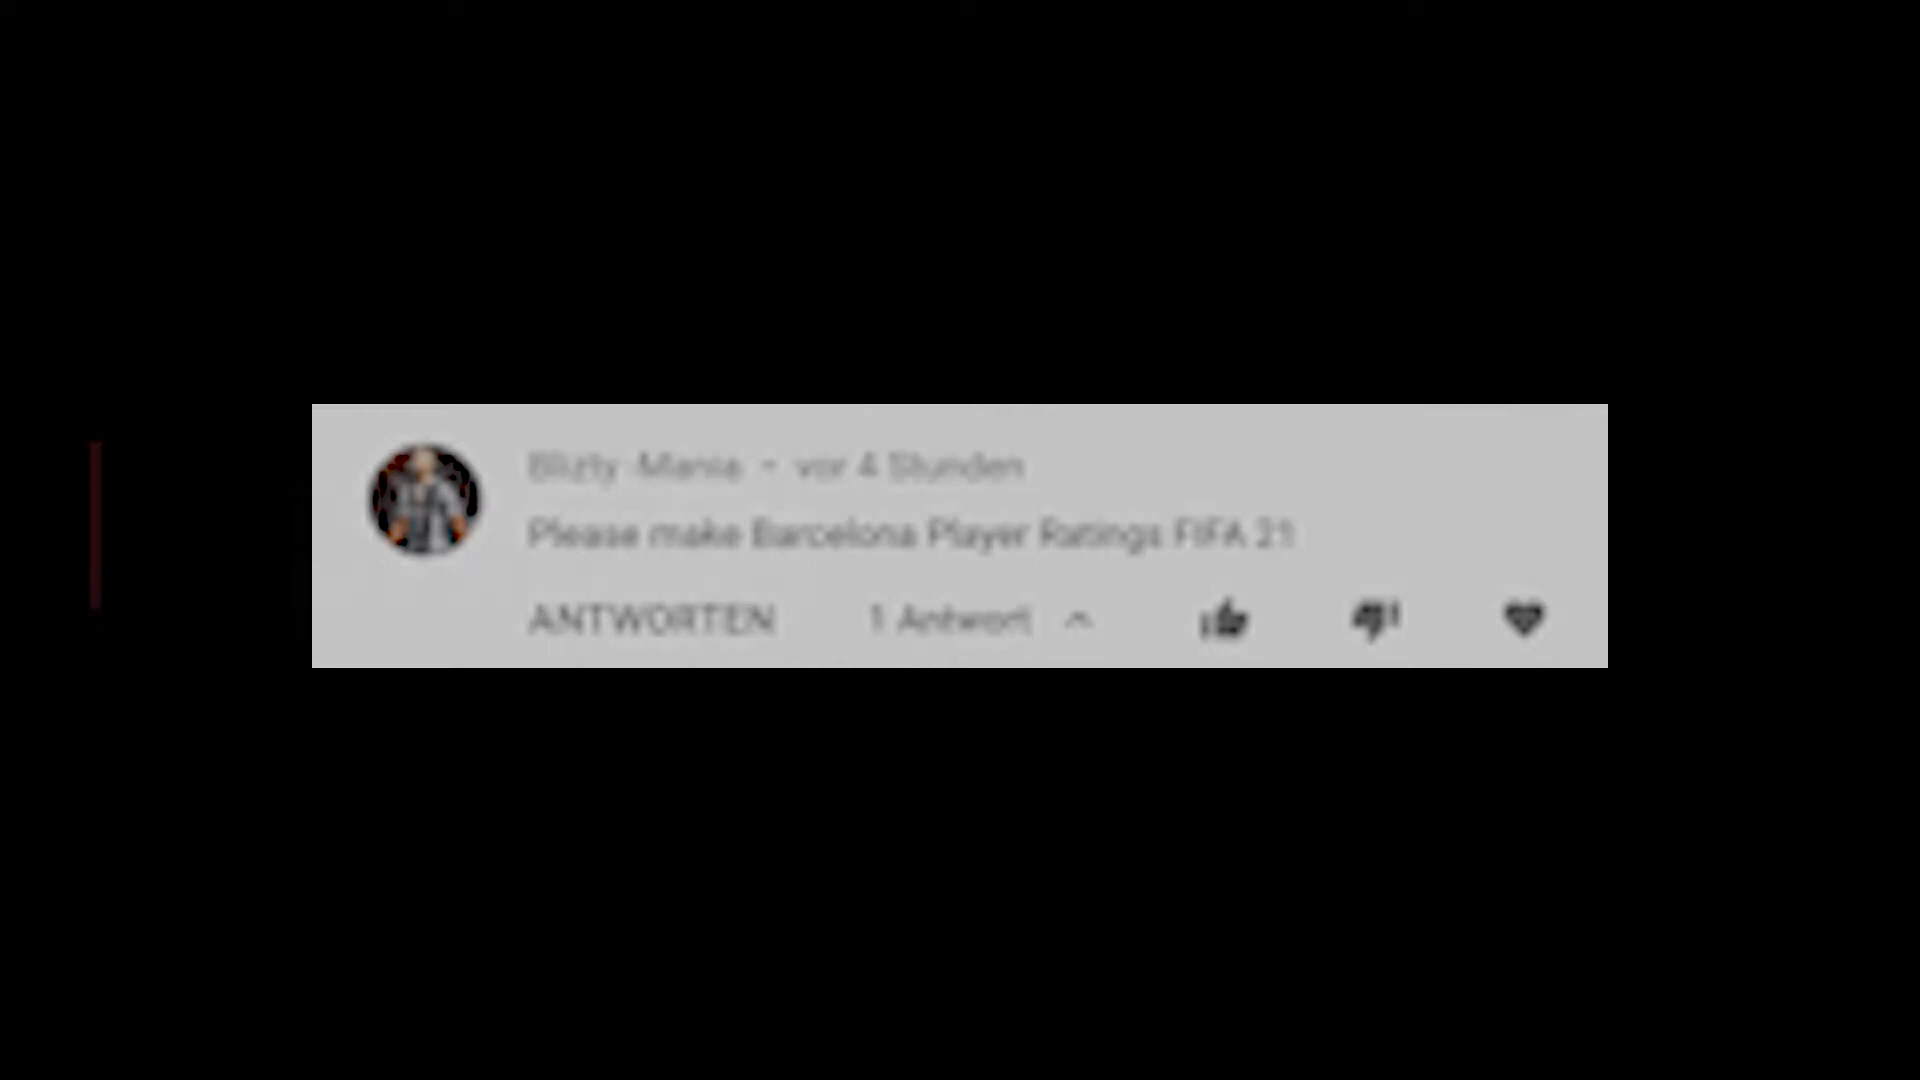 Blizty -Mania • vor 4 Stunden
Please make Barcelona Player Ratings FIFA 21
ANTWORTEN 1 Antwort